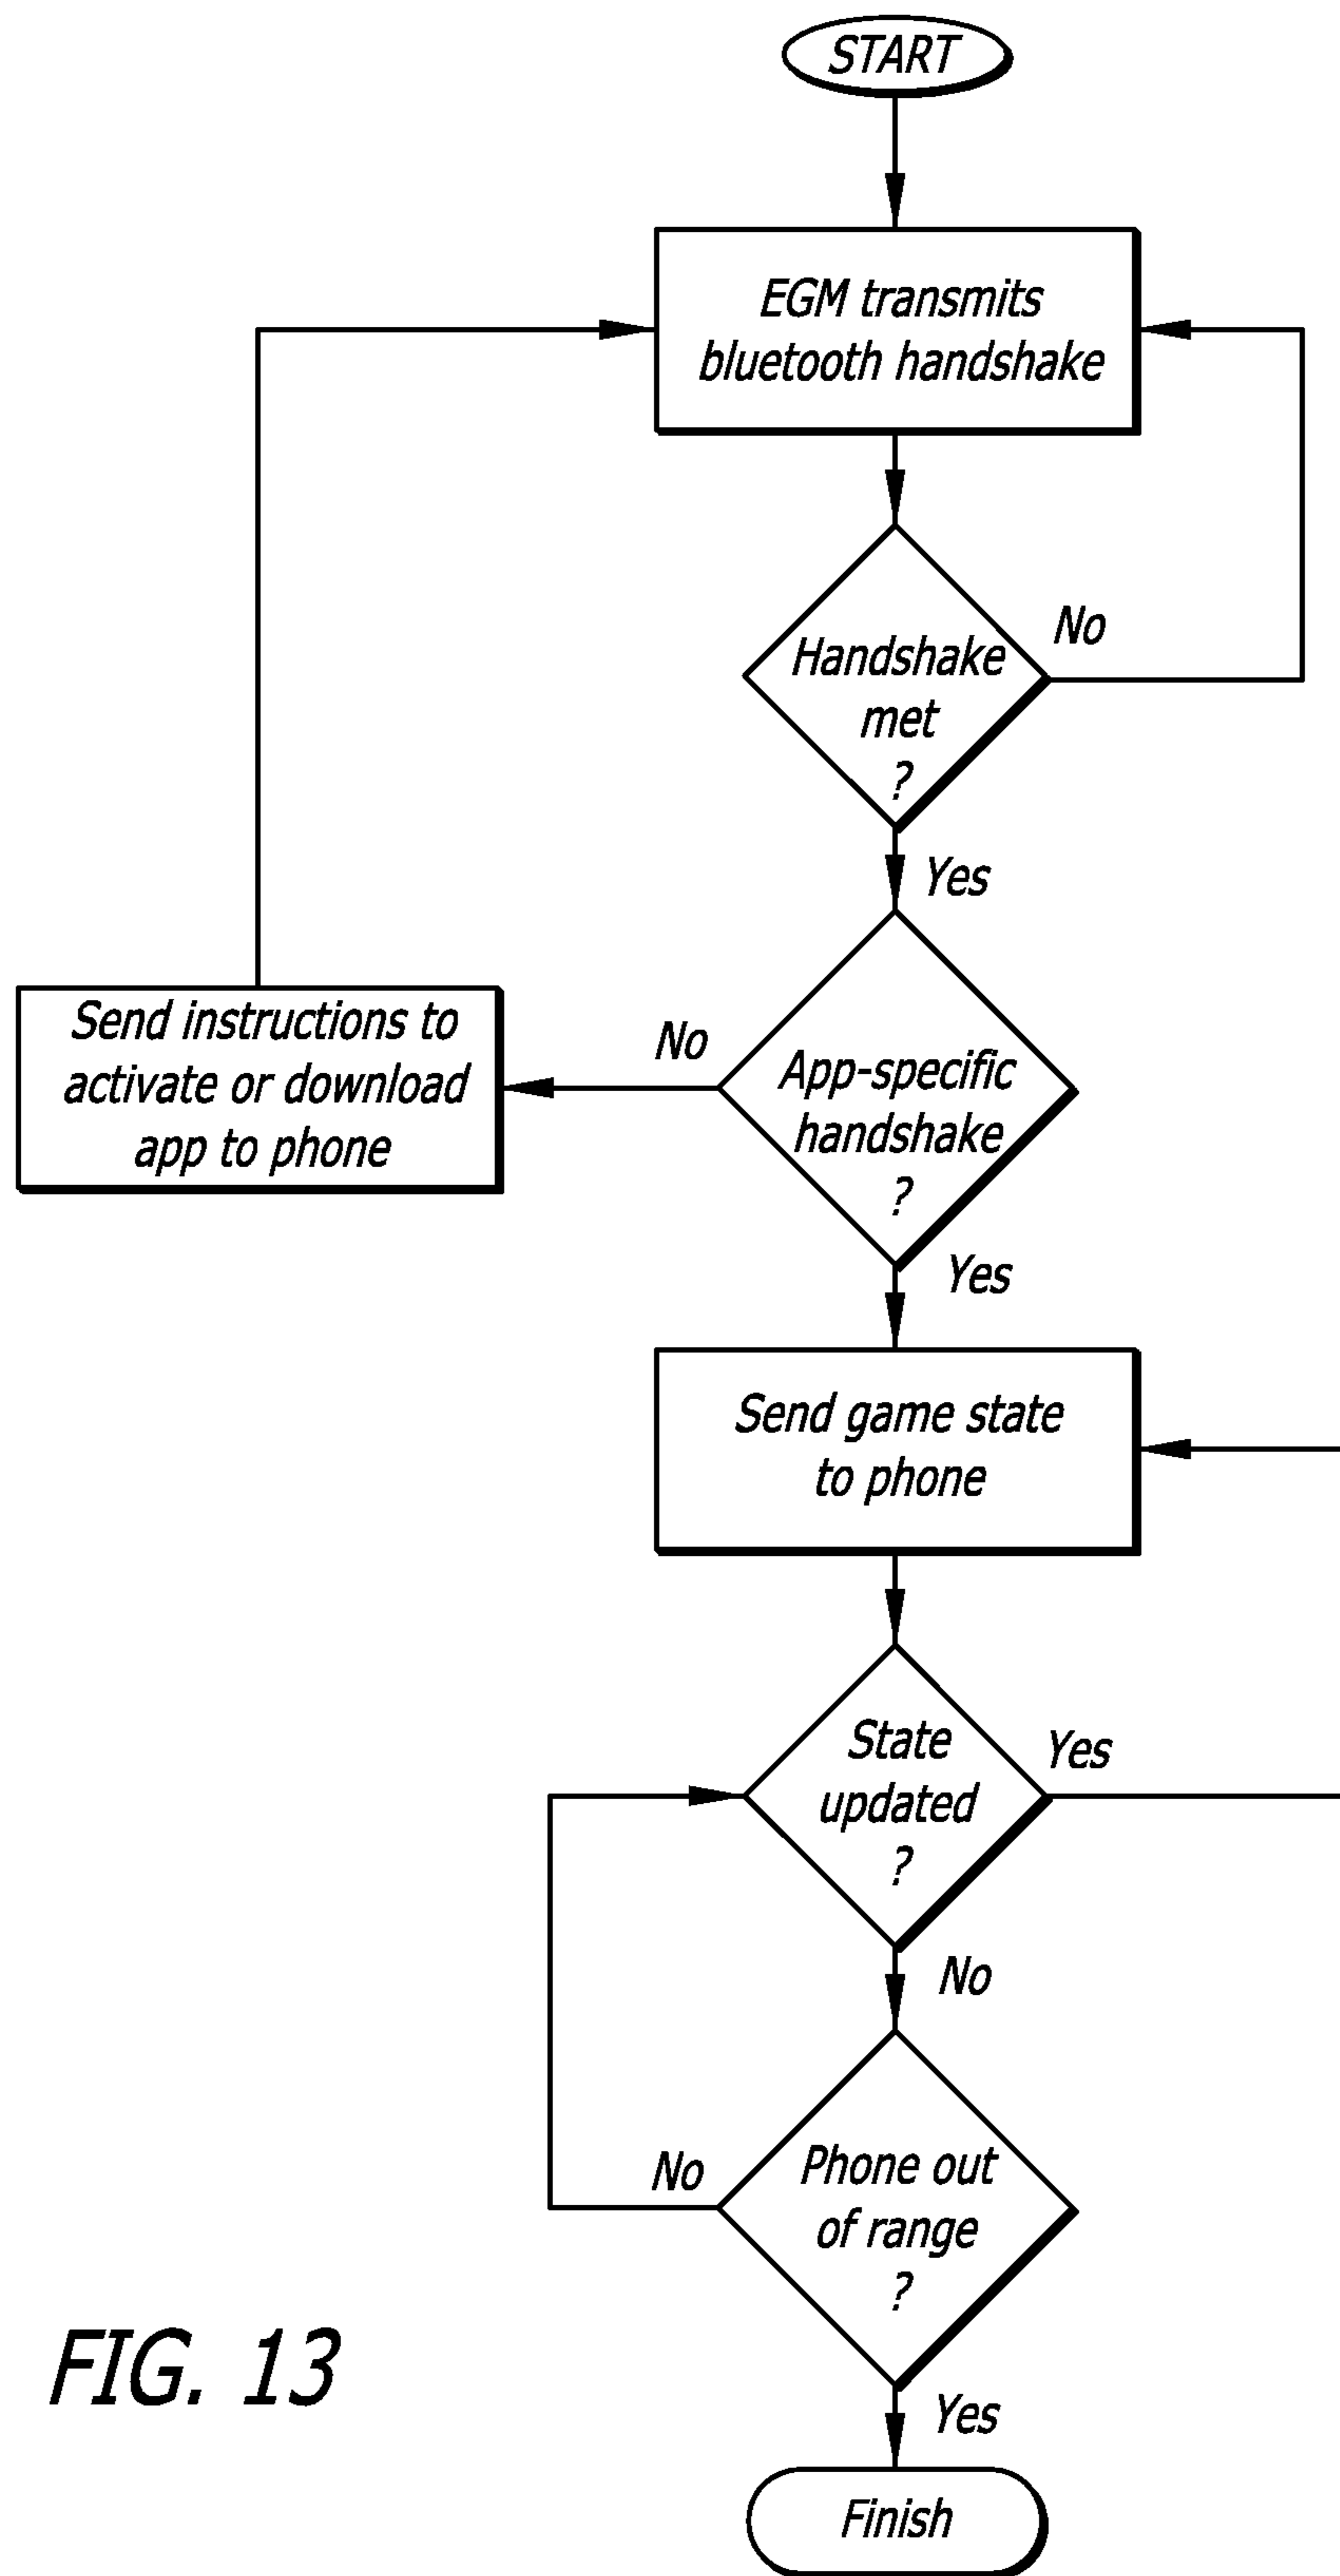 START
EGM transmits
bluetooth handshake
Handshake
met
?
No
Yes
App-specific
handshake
?
No
Send instructions to
activate or download
app to phone
Yes
Send game state
to phone
State
updated
?
Yes
No
Phone out
of range
?
No
Yes
Finish
FIG. 13